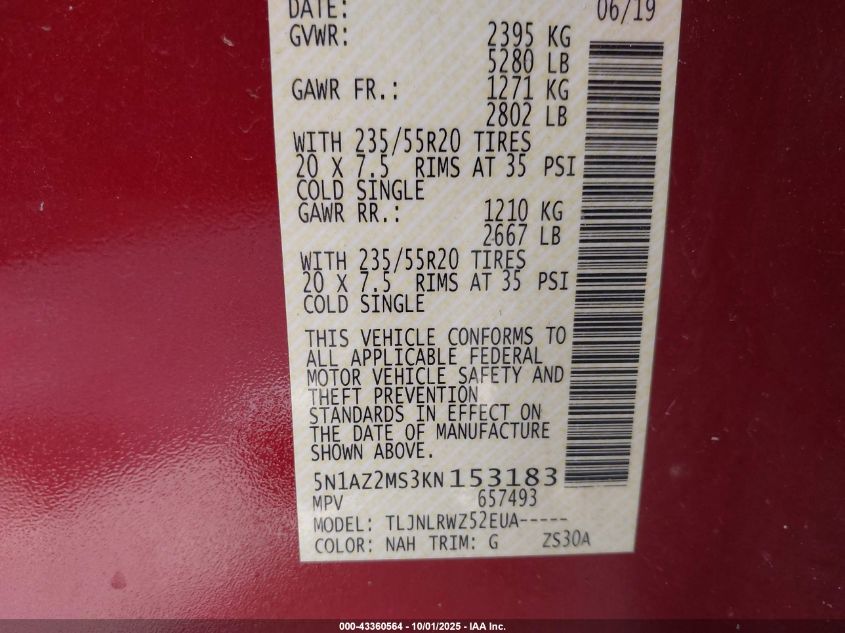 DATE: 06/19
GVWR: 2395 KG
5280 LB
GAWR FR.: 1271 KG
2802 LB
WITH 235/55R20 TIRES
20 X 7.5 RIMS AT 35 PSI
COLD SINGLE
GAWR RR.: 1210 KG
2667 LB
WITH 235/55R20 TIRES
20 X 7.5 RIMS AT 35 PSI
COLD SINGLE
THIS VEHICLE CONFORMS TO
ALL APPLICABLE FEDERAL
MOTOR VEHICLE SAFETY AND
THEFT PREVENTION
STANDARDS IN EFFECT ON
THE DATE OF MANUFACTURE
SHOWN ABOVE.
5N1AZ2MS3KN153183
MPV 657493
MODEL: TLJNLRWZ52EUA-----
COLOR: NAH TRIM: G ZS30A
000-43360564 - 10/01/2025 - IAA Inc.